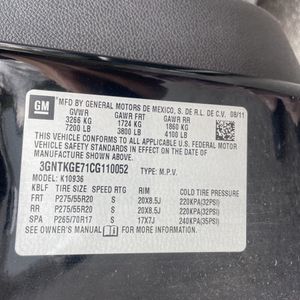 GM
MFD BY GENERAL MOTORS DE MEXICO, S. DE R.L. DE C.V. 08/11
GVWR GAWR FRT GAWR RR
3266 KG 1724 KG 1860 KG
7200 LB 3800 LB 4100 LB
THIS VEHICLE CONFORMS TO ALL APPLICABLE U.S. FEDERAL MOTOR
VEHICLE SAFETY STANDARDS IN EFFECT ON THE DATE OF
MANUFACTURE SHOWN ABOVE.
3GNTKGE71CG110052 TYPE: M.P.V.
MODEL: K10936
KBLF TIRE SIZE SPEED RTG RIM COLD TIRE PRESSURE
FRT P275/55R20 S 20X8.5J 220KPA(32PSI)
RR P275/55R20 S 20X8.5J 220KPA(32PSI)
SPA P265/70R17 S 17X7J 240KPA(35PSI)
SEE OWNER'S MANUAL FOR MORE INFORMATION.